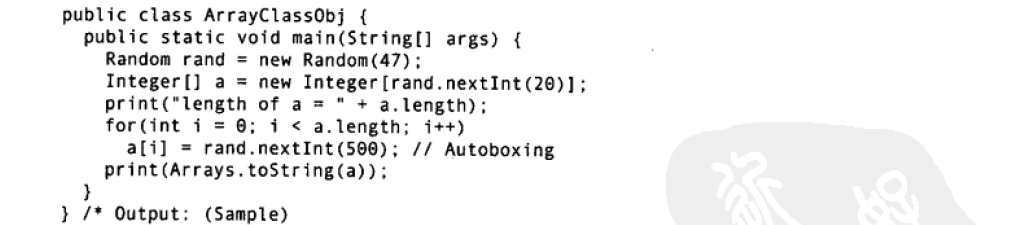 public class ArrayClassObj {
  public static void main(String[] args) {
    Random rand = new Random(47);
    Integer[] a = new Integer[rand.nextInt(20)];
    print("length of a = " + a.length);
    for(int i = 0; i < a.length; i++)
      a[i] = rand.nextInt(500); // Autoboxing
    print(Arrays.toString(a));
  }
} /* Output: (Sample)